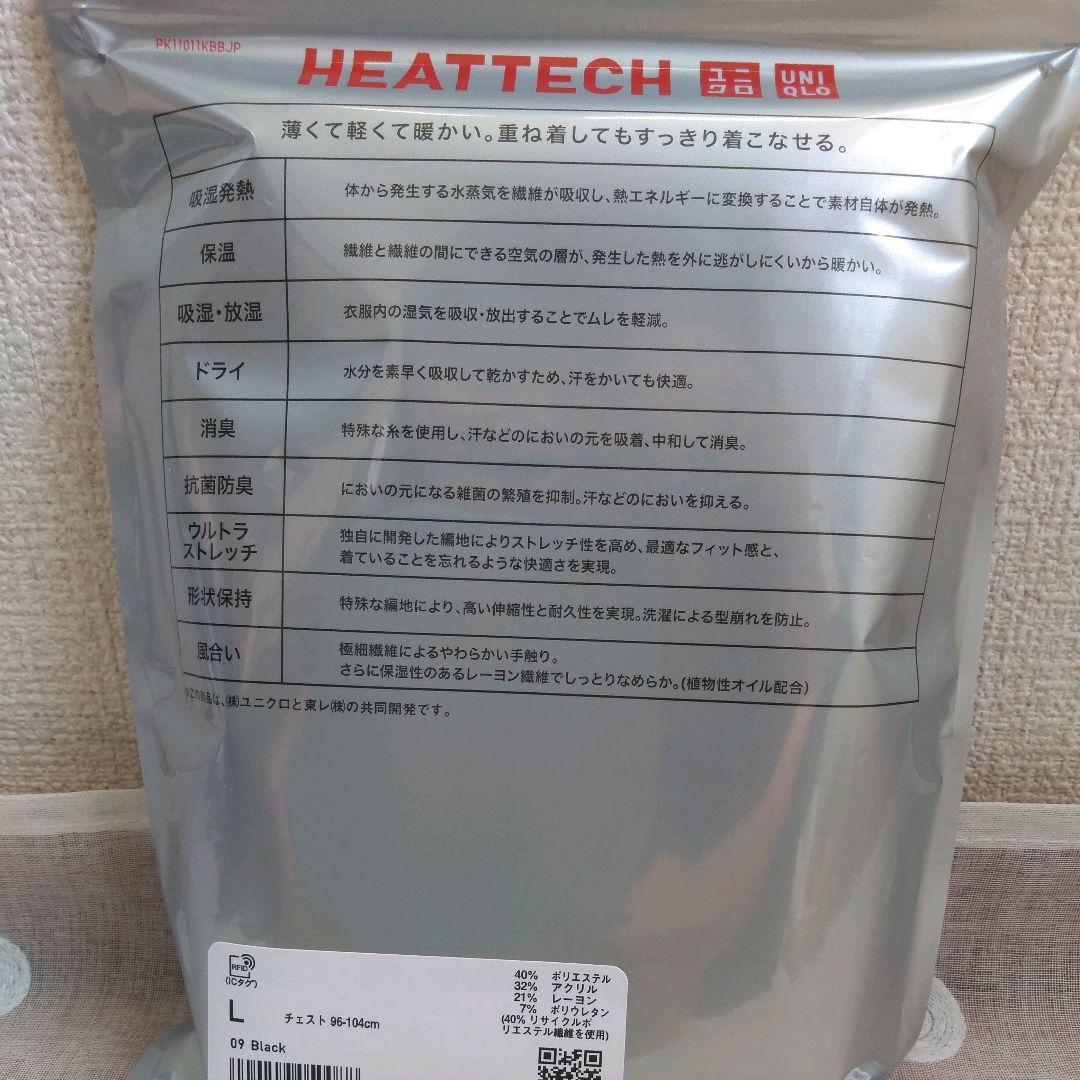 PK11011KBBJP
HEATTECH ユニクロ UNIQLO
薄くて軽くて暖かい。重ね着してもすっきり着こなせる。
吸湿発熱 体から発生する水蒸気を繊維が吸収し、熱エネルギーに変換することで素材自体が発熱。
保温 繊維と繊維の間にできる空気の層が、発生した熱を外に逃がしにくいから暖かい。
吸湿・放湿 衣服内の湿気を吸収・放出することでムレを軽減。
ドライ 水分を素早く吸収して乾かすため、汗をかいても快適。
消臭 特殊な糸を使用し、汗などのにおいの元を吸着、中和して消臭。
抗菌防臭 においの元になる雑菌の繁殖を抑制。汗などのにおいを抑える。
ウルトラ
ストレッチ
独自に開発した編地によりストレッチ性を高め、最適なフィット感と、
着ていることを忘れるような快適さを実現。
形状保持 特殊な編地により、高い伸縮性と耐久性を実現。洗濯による型崩れを防止。
風合い
極細繊維によるやわらかい手触り。
さらに保湿性のあるレーヨン繊維でしっとりなめらか。(植物性オイル配合)
※この商品は、㈱ユニクロと東レ㈱の共同開発です。
RFID
(ICタグ)
L チェスト 96-104cm
09 Black
40% ポリエステル
32% アクリル
21% レーヨン
7% ポリウレタン
(40% リサイクルポ
リエステル繊維を使用)